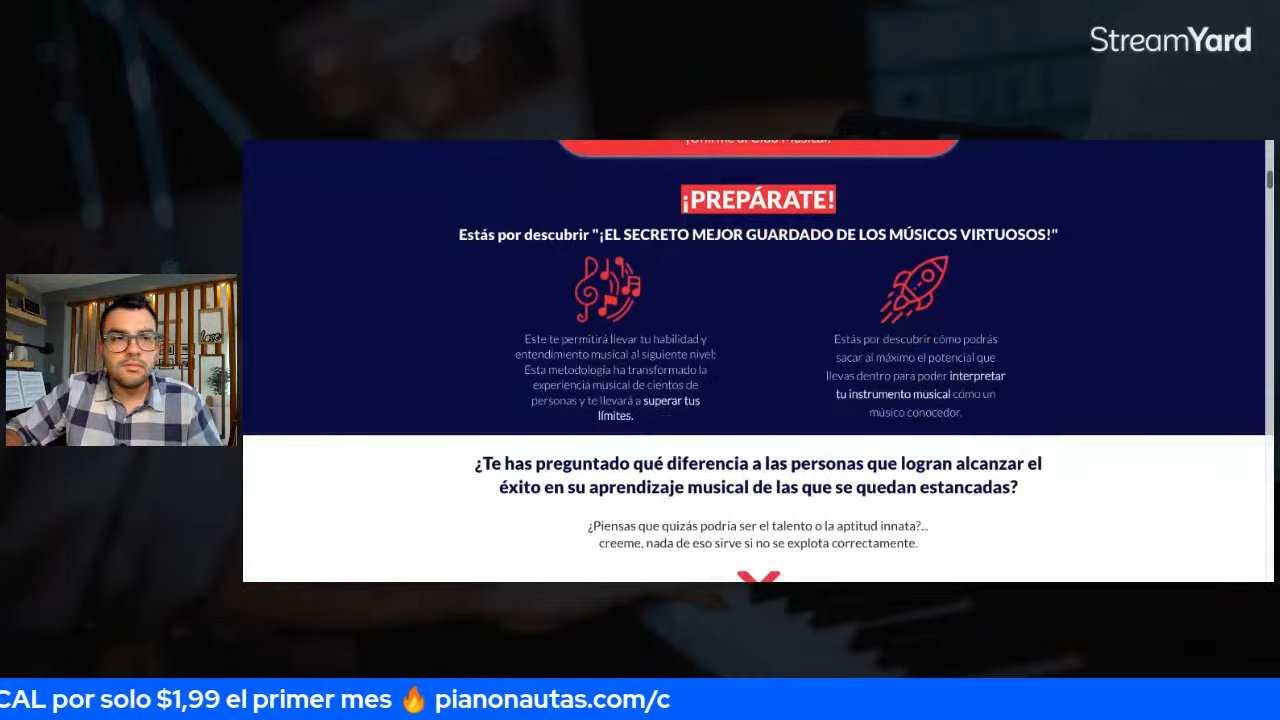 StreamYard
¡Unirme al Club Musical!
¡PREPÁRATE!
Estás por descubrir "¡EL SECRETO MEJOR GUARDADO DE LOS MÚSICOS VIRTUOSOS!"
Este te permitirá llevar tu habilidad y
entendimiento musical al siguiente nivel:
Esta metodología ha transformado la
experiencia musical de cientos de
personas y te llevará a superar tus
límites.
Estás por descubrir cómo podrás
sacar al máximo el potencial que
llevas dentro para poder interpretar
tu instrumento musical cómo un
músico conocedor.
¿Te has preguntado qué diferencia a las personas que logran alcanzar el
éxito en su aprendizaje musical de las que se quedan estancadas?
¿Piensas que quizás podría ser el talento o la aptitud innata?...
creeme, nada de eso sirve si no se explota correctamente.
love
CAL por solo $1,99 el primer mes 🔥 pianonautas.com/c